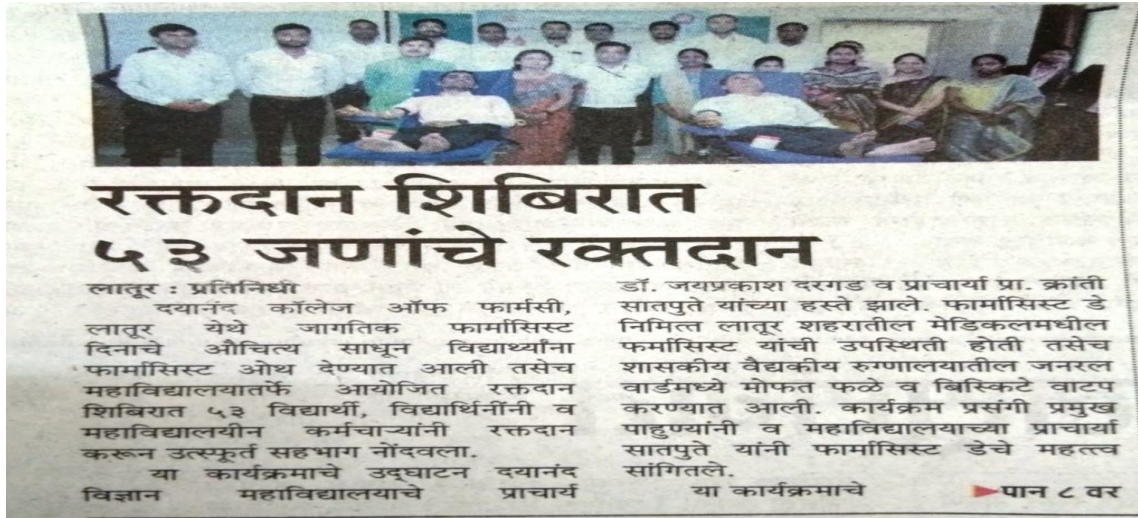 रक्तदान शिबिरात
५३ जणांचे रक्तदान
लातूर : प्रतिनिधी
दयानंद कॉलेज ऑफ फार्मसी,
लातूर येथे जागतिक फार्मासिस्ट
दिनाचे औचित्य साधून विद्यार्थ्यांना
फार्मासिस्ट ओथ देण्यात आली तसेच
महाविद्यालयातर्फे आयोजित रक्तदान
शिबिरात ५३ विद्यार्थी, विद्यार्थिनींनी व
महाविद्यालयीन कर्मचाऱ्यांनी रक्तदान
करून उत्स्फूर्त सहभाग नोंदवला.
या कार्यक्रमाचे उद्घाटन दयानंद
विज्ञान महाविद्यालयाचे प्राचार्य
डॉ. जयप्रकाश दरगड व प्राचार्या प्रा. क्रांती
सातपुते यांच्या हस्ते झाले. फार्मासिस्ट डे
निमित्त लातूर शहरातील मेडिकलमधील
फर्मासिस्ट यांची उपस्थिती होती तसेच
शासकीय वैद्यकीय रुग्णालयातील जनरल
वार्डमध्ये मोफत फळे व बिस्किटे वाटप
करण्यात आली. कार्यक्रम प्रसंगी प्रमुख
पाहुण्यांनी व महाविद्यालयाच्या प्राचार्या
सातपुते यांनी फार्मासिस्ट डेचे महत्त्व
सांगितले.
या कार्यक्रमाचे ▶पान ८ वर